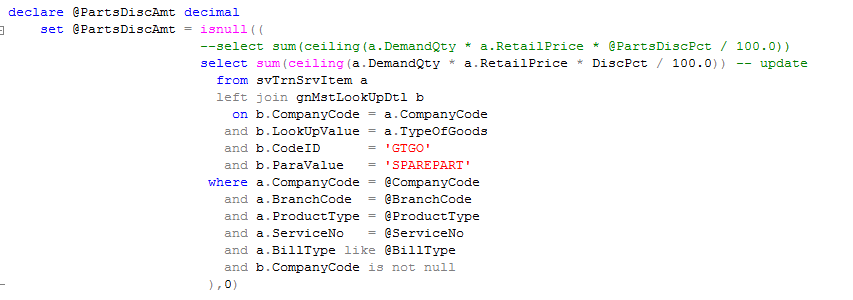 declare @PartsDiscAmt decimal
set @PartsDiscAmt = isnull((
--select sum(ceiling(a.DemandQty * a.RetailPrice * @PartsDiscPct / 100.0))
select sum(ceiling(a.DemandQty * a.RetailPrice * DiscPct / 100.0)) -- update
from svTrnSrvItem a
left join gnMstLookUpDtl b
on b.CompanyCode = a.CompanyCode
and b.LookUpValue = a.TypeOfGoods
and b.CodeID      = 'GTGO'
and b.ParaValue   = 'SPAREPART'
where a.CompanyCode = @CompanyCode
and a.BranchCode  = @BranchCode
and a.ProductType = @ProductType
and a.ServiceNo   = @ServiceNo
and a.BillType like @BillType
and b.CompanyCode is not null
),0)